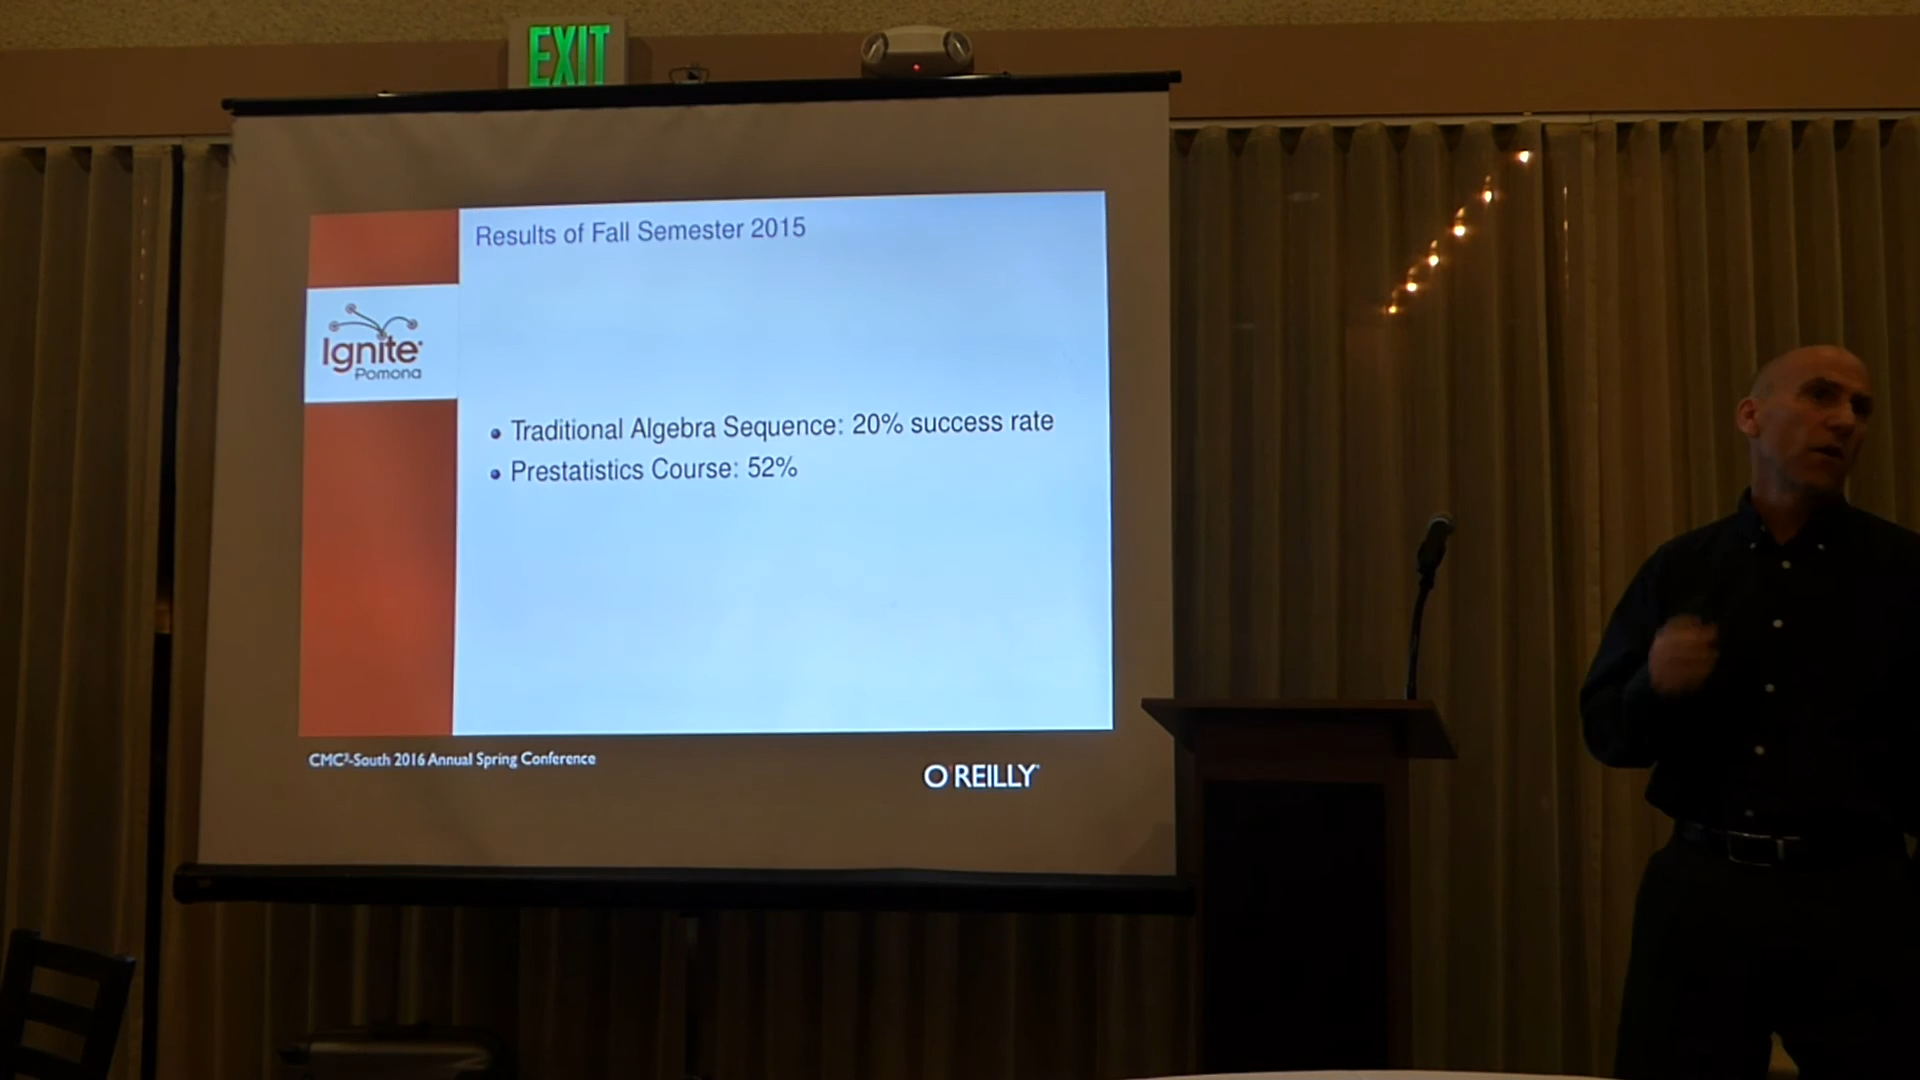 EXIT
Results of Fall Semester 2015
Ignite
Pomona
Traditional Algebra Sequence: 20% success rate
Prestatistics Course: 52%
CMC³-South 2016 Annual Spring Conference
O'REILLY